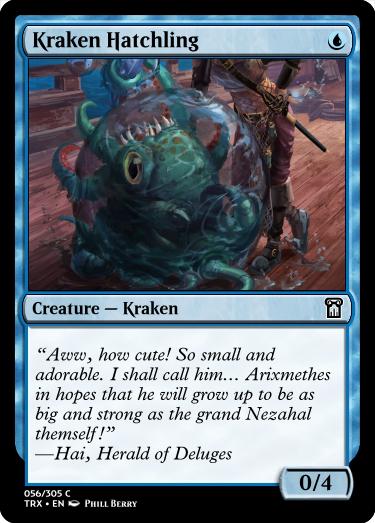 Kraken Hatchling
Creature — Kraken
“Aww, how cute! So small and
adorable. I shall call him… Arixmethes
in hopes that he will grow up to be as
big and strong as the grand Nezahal
themself!”
—Hai, Herald of Deluges
0/4
056/305 C
TRX • EN Phill Berry